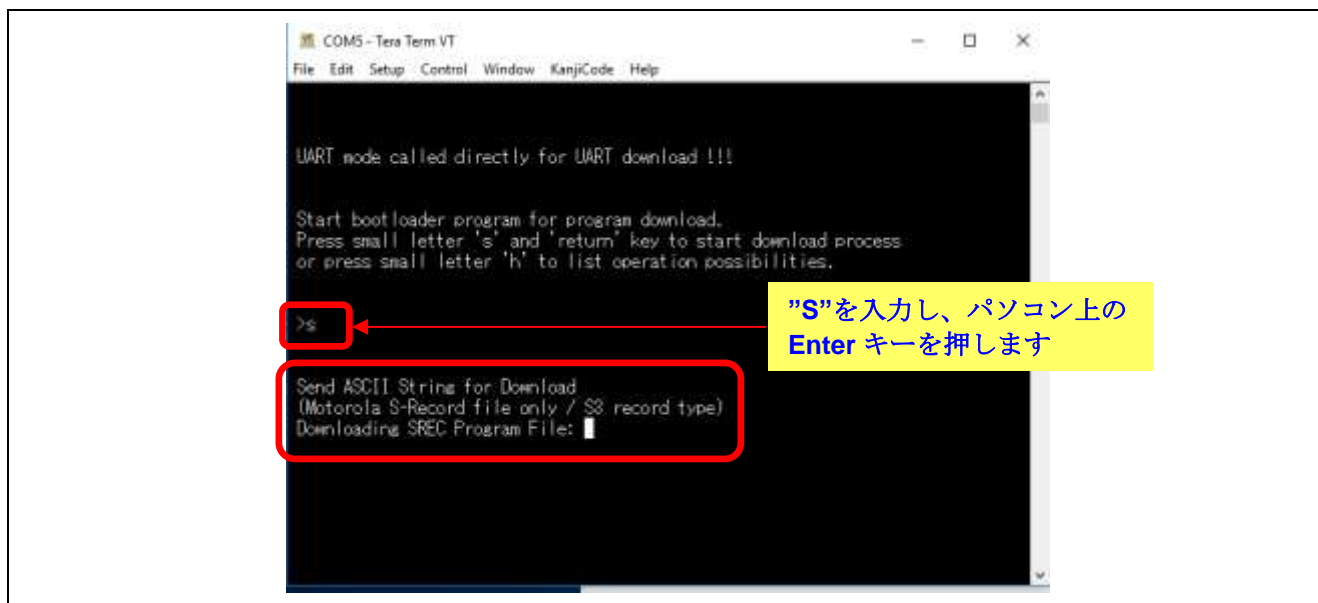 COM5 - Tera Term VT
File Edit Setup Control Window KanjiCode Help
UART mode called directly for UART download !!!
Start bootloader program for program download.
Press small letter 's' and 'return' key to start download process
or press small letter 'h' to list operation possibilities.
>s
”S”を入力し、パソコン上の
Enter キーを押します
Send ASCII String for Download
(Motorola S-Record file only / S3 record type)
Downloading SREC Program File: